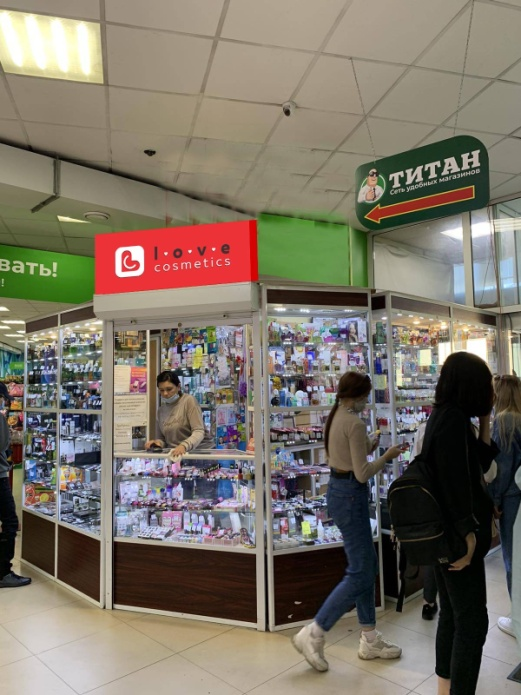 ТИТАН
Сеть удобных магазинов
l·o·v·e
cosmetics
вать!